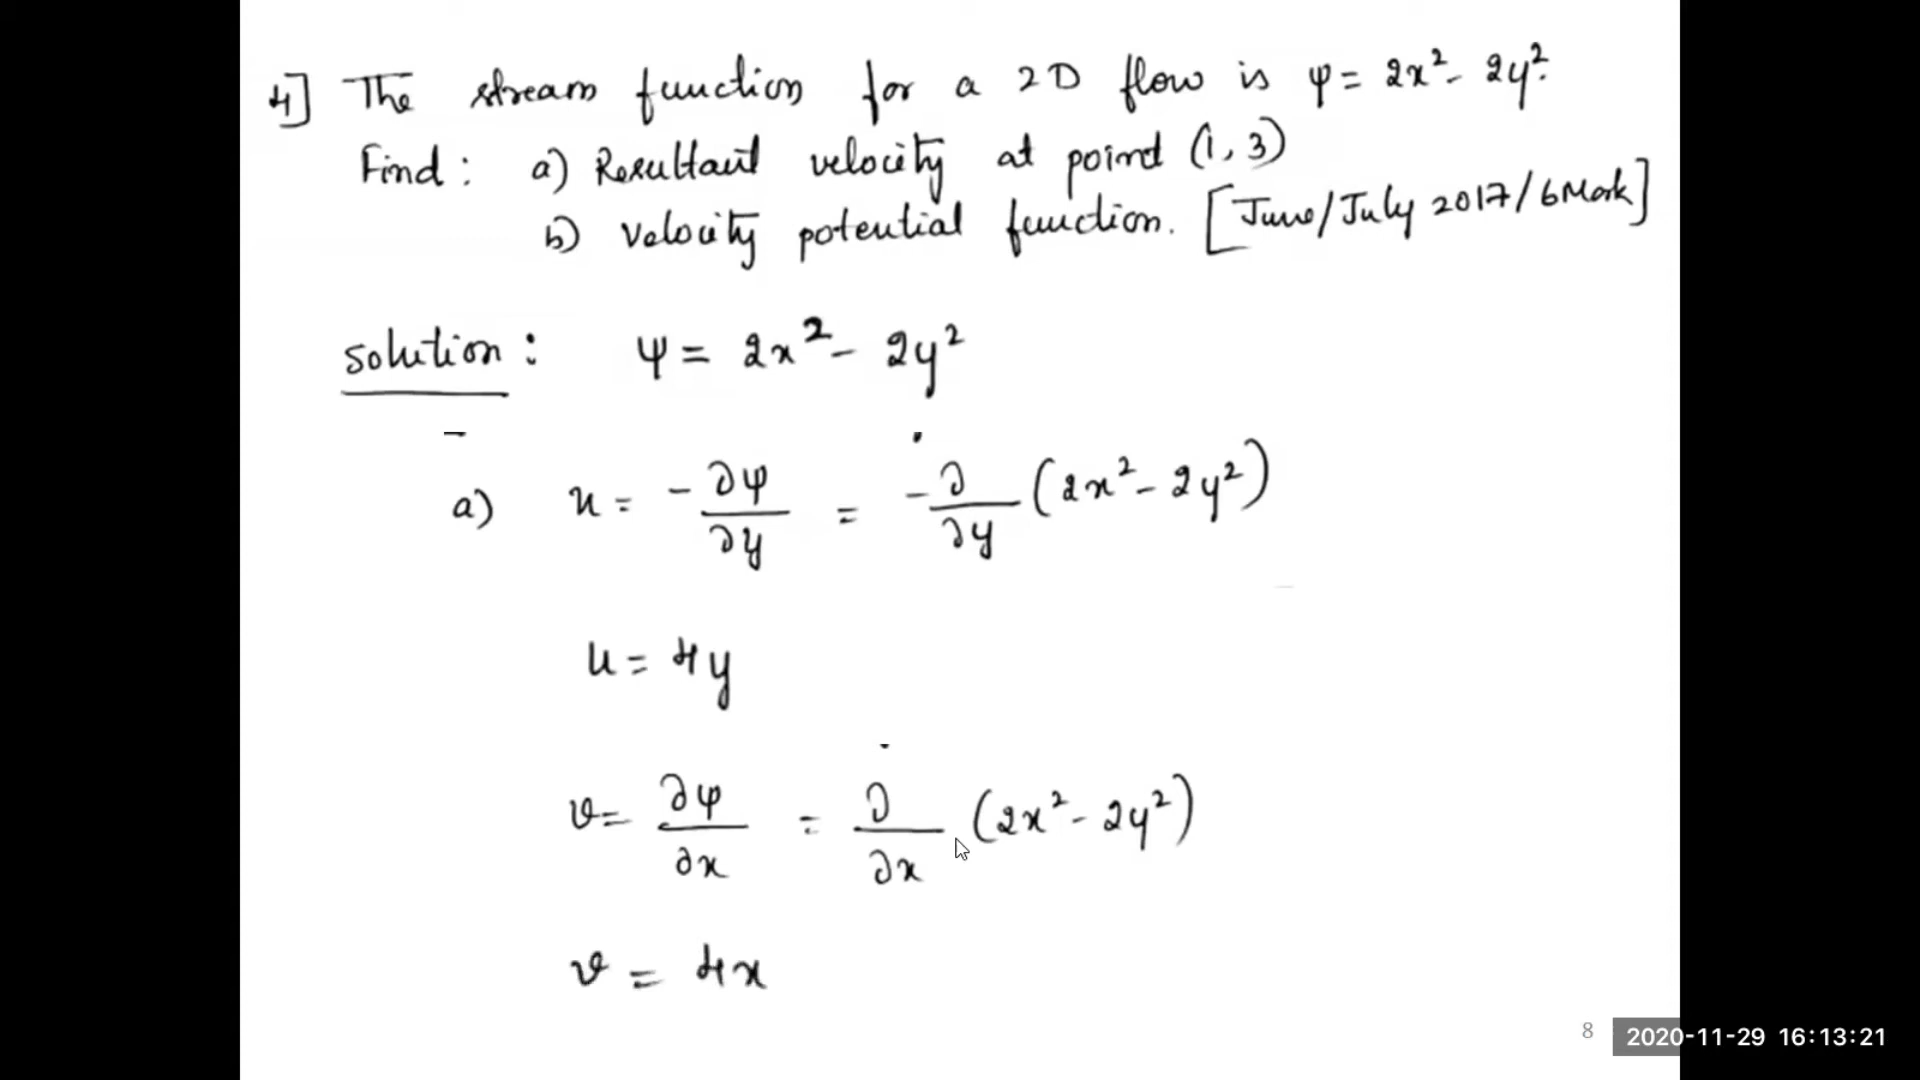 4] The stream function for a 2D flow is ψ = 2x² - 2y².
Find : a) Resultant velocity at point (1, 3)
b) Velocity potential function. [June/July 2017/6Mark]
Solution : ψ = 2x² - 2y²
a) u = - ∂ψ/∂y = -∂/∂y (2x² - 2y²)
u = 4y
v = ∂ψ/∂x = ∂/∂x (2x² - 2y²)
v = 4x
8
2020-11-29 16:13:21